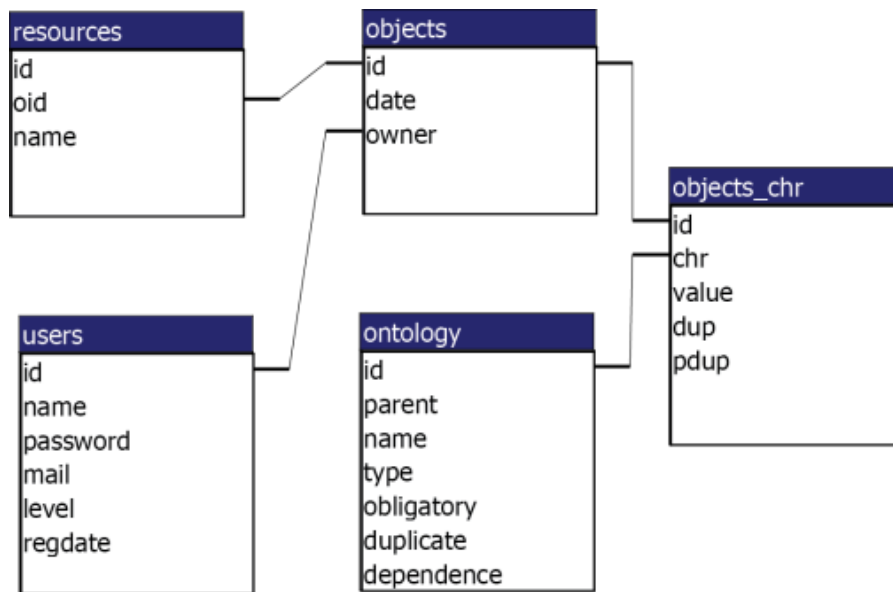 resources
id
oid
name
objects
id
date
owner
objects_chr
id
chr
value
dup
pdup
users
id
name
password
mail
level
regdate
ontology
id
parent
name
type
obligatory
duplicate
dependence